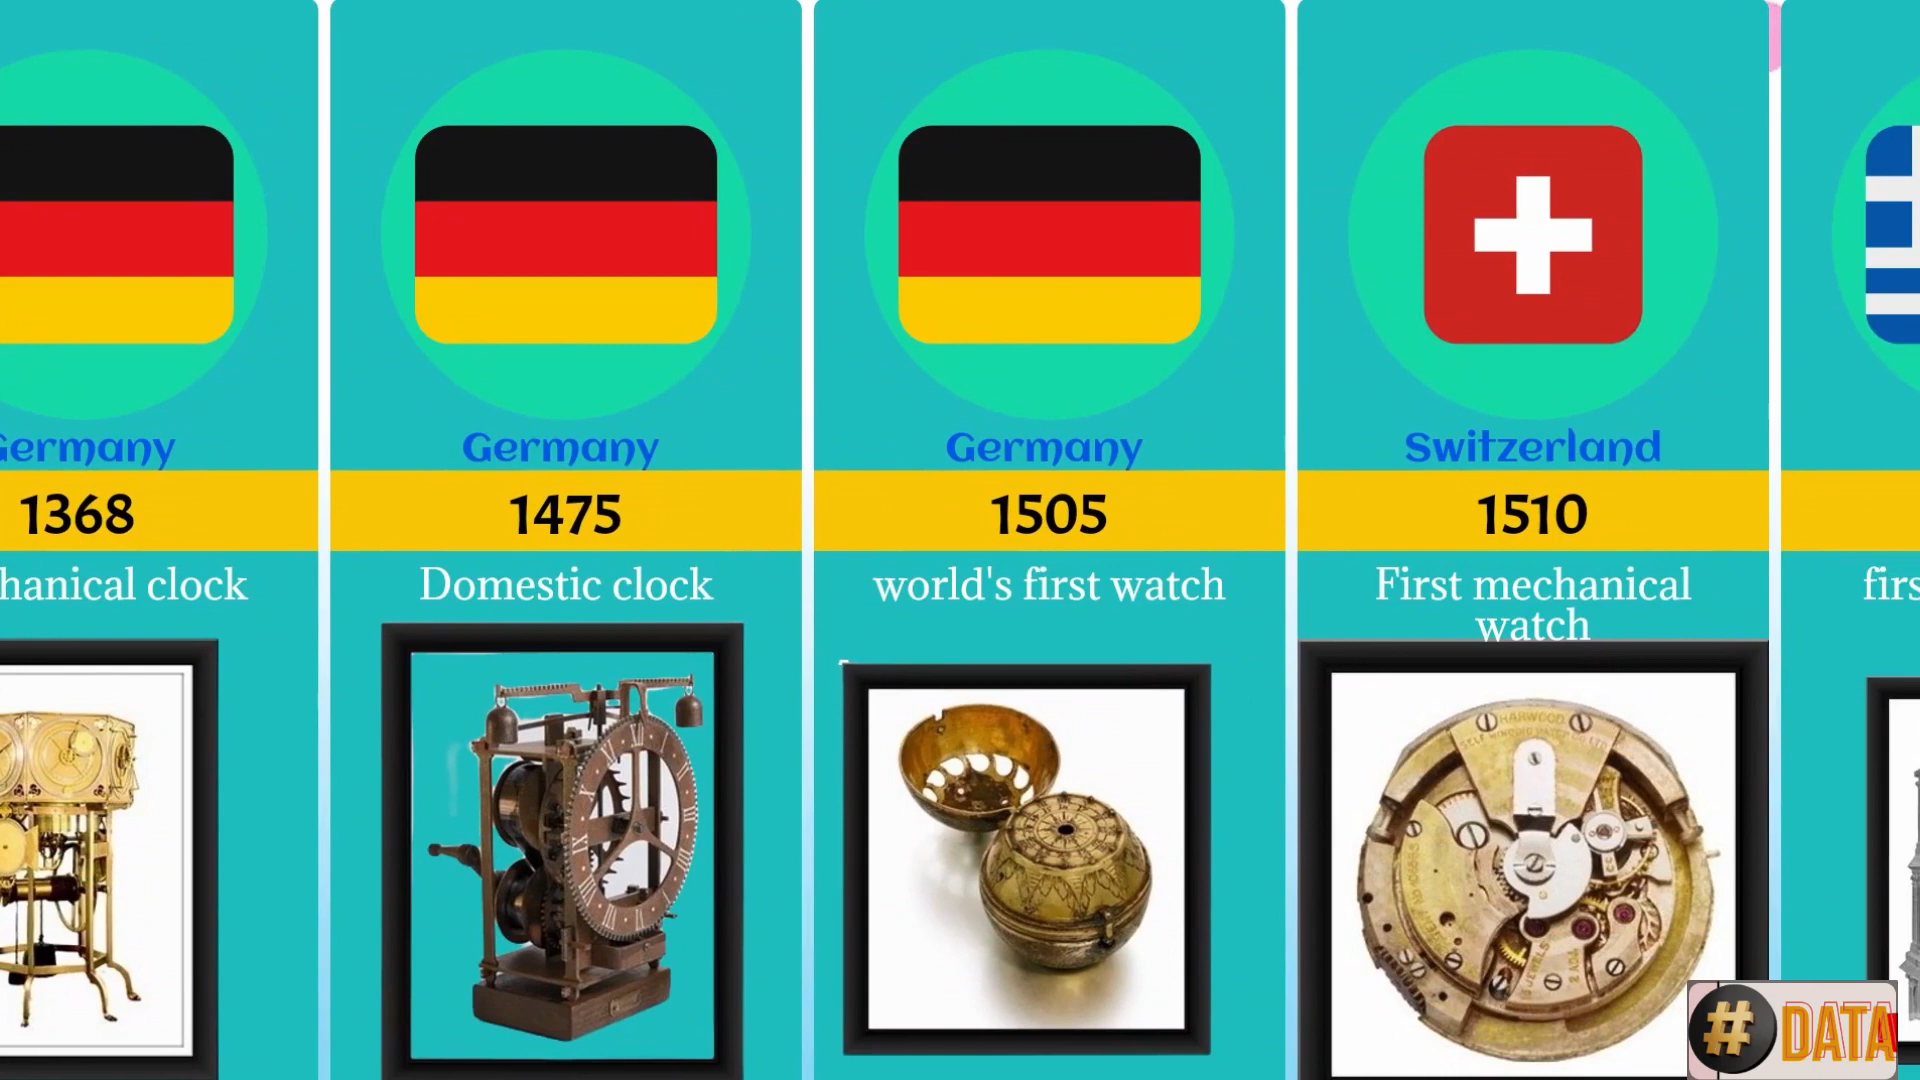 Germany
1368
hanical clock
Germany
1475
Domestic clock
Germany
1505
world's first watch
Switzerland
1510
First mechanical
watch
HARWOOD
firs
# DATA